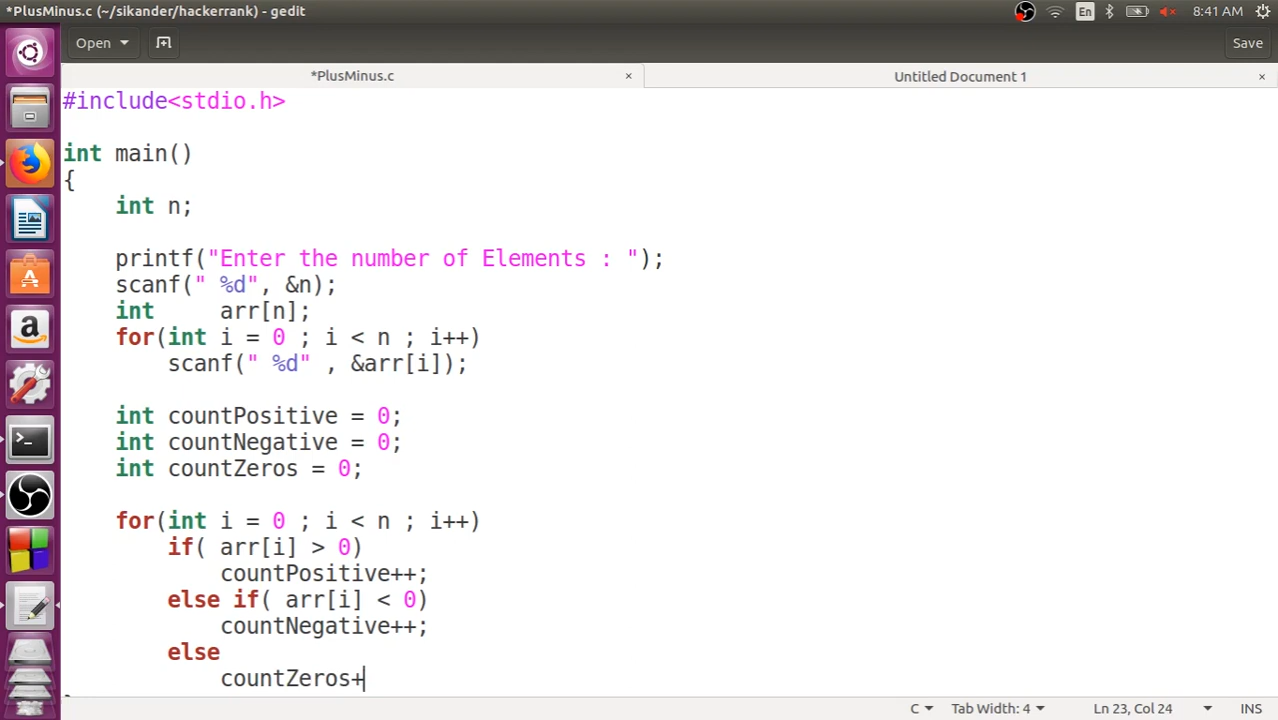 *PlusMinus.c (~/sikander/hackerrank) - gedit
En
8:41 AM
Open
Save
*PlusMinus.c ×
Untitled Document 1 ×
#include<stdio.h>
int main()
{
int n;
printf("Enter the number of Elements : ");
scanf(" %d", &n);
int arr[n];
for(int i = 0 ; i < n ; i++)
scanf(" %d" , &arr[i]);
int countPositive = 0;
int countNegative = 0;
int countZeros = 0;
for(int i = 0 ; i < n ; i++)
if( arr[i] > 0)
countPositive++;
else if( arr[i] < 0)
countNegative++;
else
countZeros+
C
Tab Width: 4
Ln 23, Col 24
INS